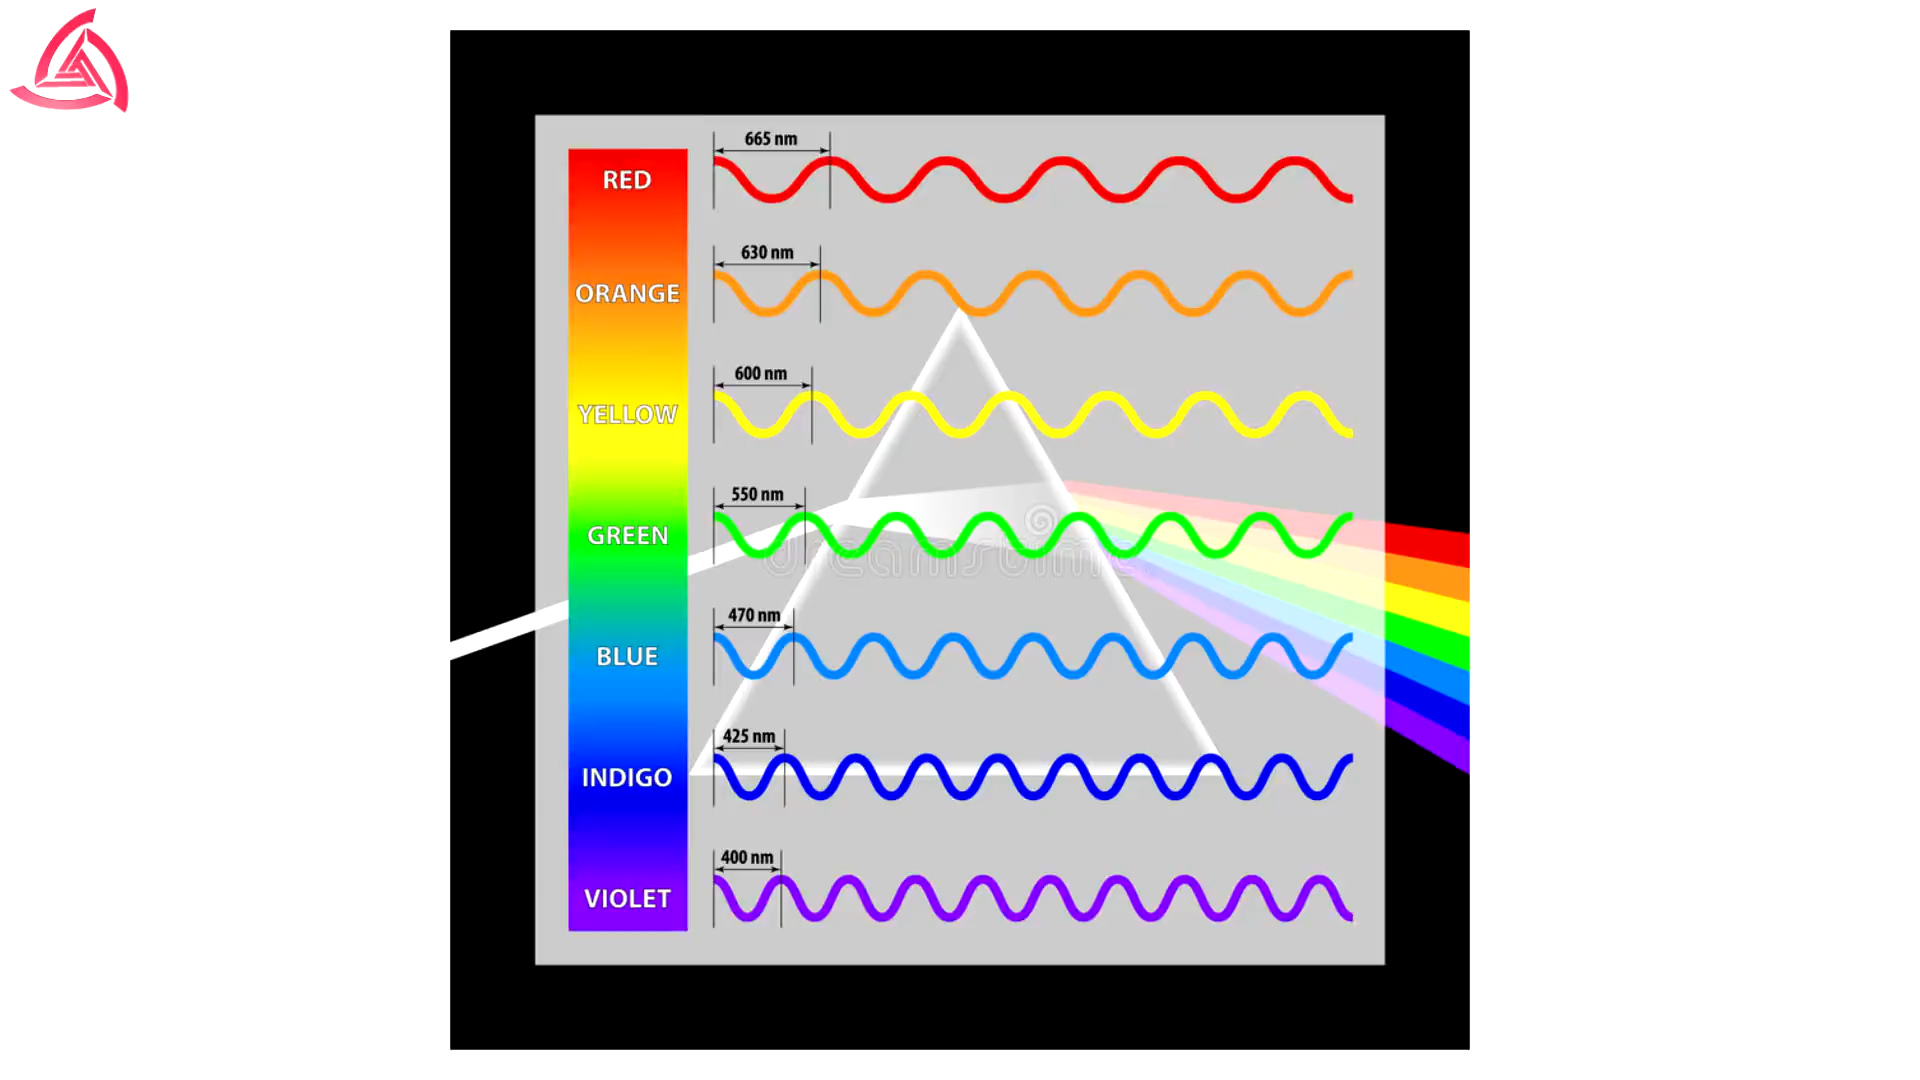 665 nm
RED
630 nm
ORANGE
600 nm
YELLOW
550 nm
GREEN
dreamstime
470 nm
BLUE
425 nm
INDIGO
400 nm
VIOLET